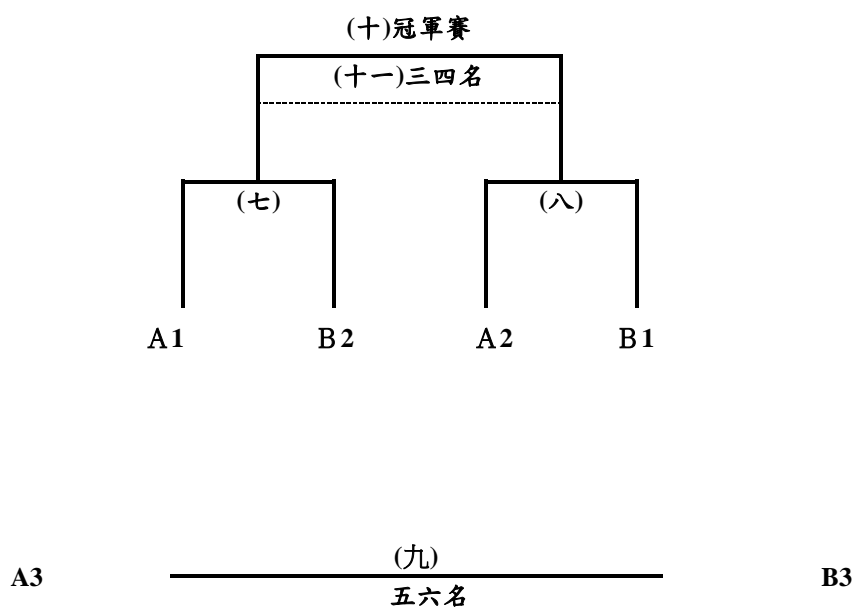 (十)冠軍賽
(十一)三四名
(七) (八)
A1 B2 A2 B1
(九)
A3 B3
五六名